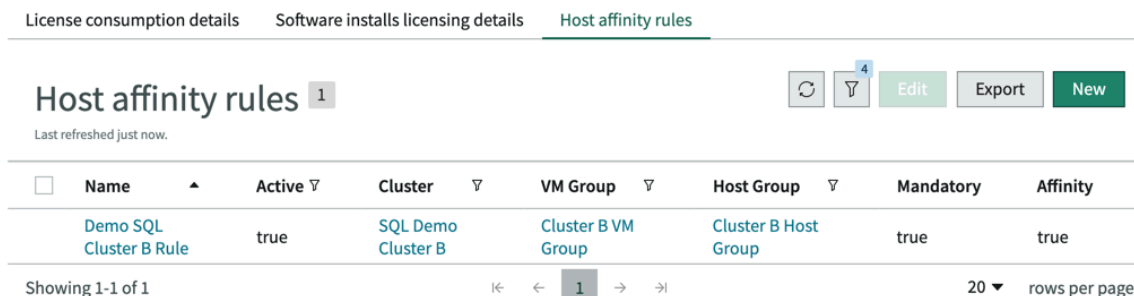 License consumption details Software installs licensing details Host affinity rules
Host affinity rules 1
4
Edit Export New
Last refreshed just now.
Name Active Cluster VM Group Host Group Mandatory Affinity
Demo SQL Cluster B Rule true SQL Demo Cluster B Cluster B VM Group Cluster B Host Group true true
Showing 1-1 of 1 1 20 rows per page